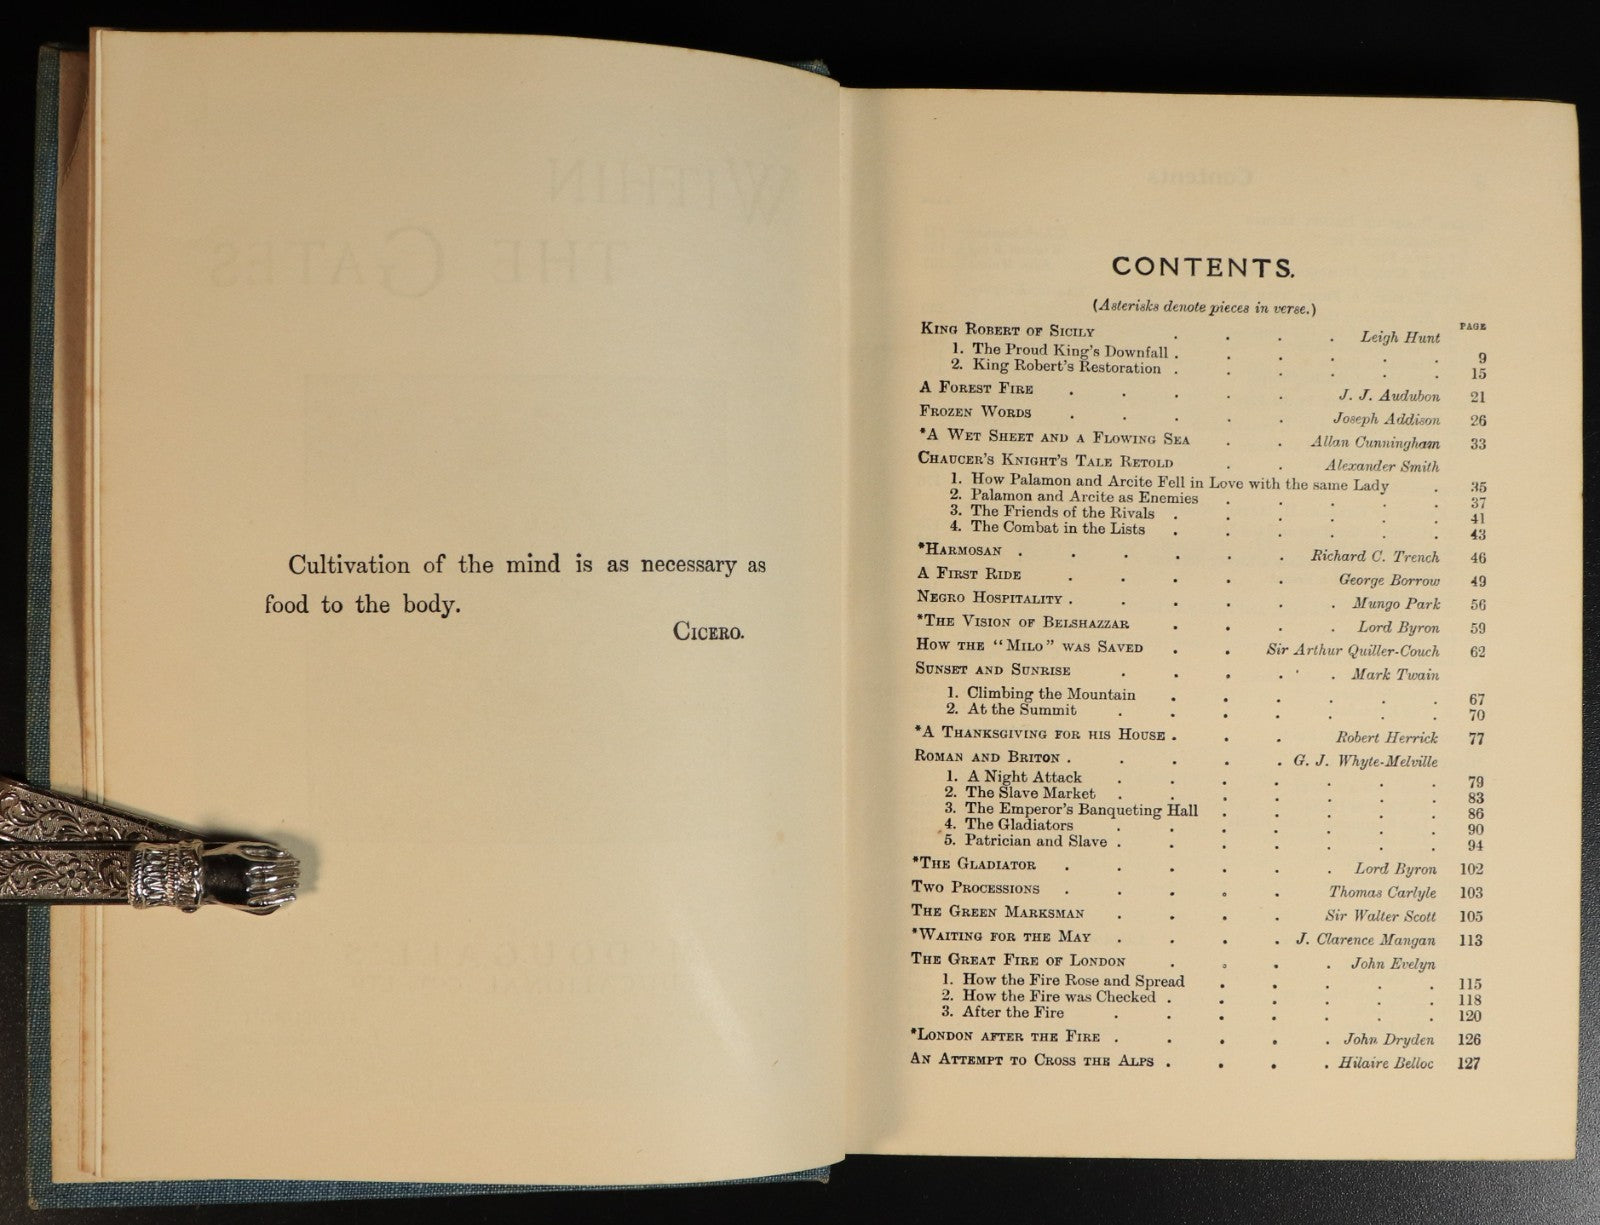 Cultivation of the mind is as necessary as
food to the body.
CICERO.
CONTENTS.
(Asterisks denote pieces in verse.)
PAGE
KING ROBERT OF SICILY . . . . Leigh Hunt
1. The Proud King's Downfall . . . . . . 9
2. King Robert's Restoration . . . . . . 15
A FOREST FIRE . . . . . J. J. Audubon 21
FROZEN WORDS . . . . . Joseph Addison 26
*A WET SHEET AND A FLOWING SEA . . Allan Cunningham 33
CHAUCER'S KNIGHT'S TALE RETOLD . . Alexander Smith
1. How Palamon and Arcite Fell in Love with the same Lady . 35
2. Palamon and Arcite as Enemies . . . . . 37
3. The Friends of the Rivals . . . . . . 41
4. The Combat in the Lists . . . . . . 43
*HARMOSAN . . . . . . Richard C. Trench 46
A FIRST RIDE . . . . . George Borrow 49
NEGRO HOSPITALITY . . . . . . Mungo Park 56
*THE VISION OF BELSHAZZAR . . . . Lord Byron 59
HOW THE "MILO" WAS SAVED . . Sir Arthur Quiller-Couch 62
SUNSET AND SUNRISE . . . . . Mark Twain
1. Climbing the Mountain . . . . . . 67
2. At the Summit . . . . . . . 70
*A THANKSGIVING FOR HIS HOUSE . . . Robert Herrick 77
ROMAN AND BRITON . . . . . G. J. Whyte-Melville
1. A Night Attack . . . . . . . 79
2. The Slave Market . . . . . . . 83
3. The Emperor's Banqueting Hall . . . . . 86
4. The Gladiators . . . . . . . 90
5. Patrician and Slave . . . . . . . 94
*THE GLADIATOR . . . . . . Lord Byron 102
TWO PROCESSIONS . . . . . Thomas Carlyle 103
THE GREEN MARKSMAN . . . . Sir Walter Scott 105
*WAITING FOR THE MAY . . . . J. Clarence Mangan 113
THE GREAT FIRE OF LONDON . . . . John Evelyn
1. How the Fire Rose and Spread . . . . . 115
2. How the Fire was Checked . . . . . . 118
3. After the Fire . . . . . . . 120
*LONDON AFTER THE FIRE . . . . . John Dryden 126
AN ATTEMPT TO CROSS THE ALPS . . . . Hilaire Belloc 127